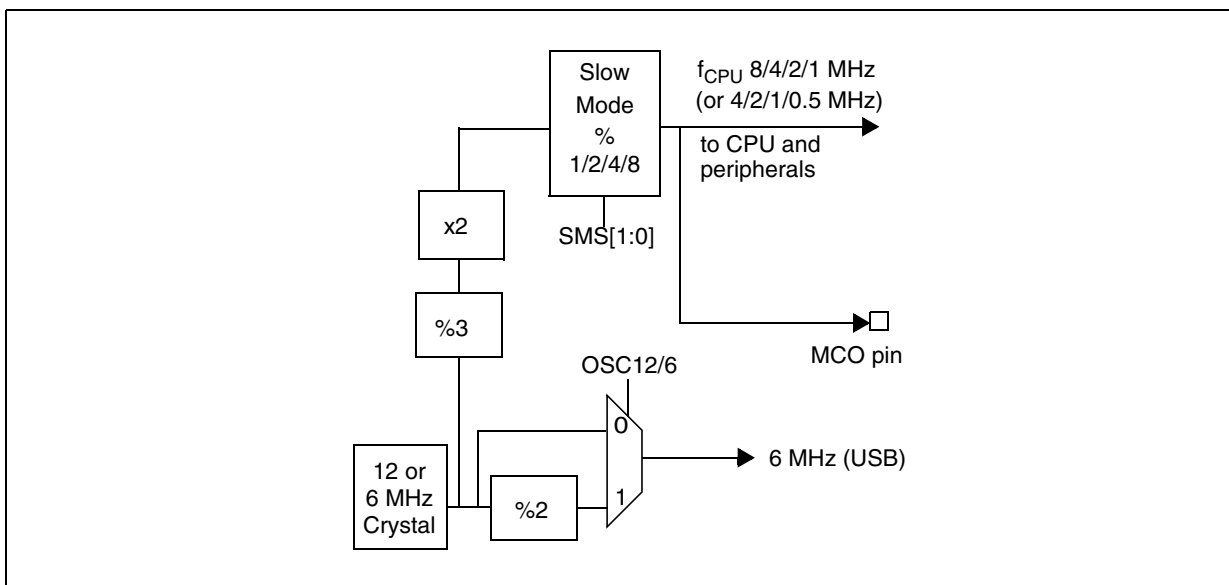 Slow
Mode
%
1/2/4/8
fCPU 8/4/2/1 MHz
(or 4/2/1/0.5 MHz)
to CPU and
peripherals
x2
SMS[1:0]
%3
MCO pin
OSC12/6
0
6 MHz (USB)
12 or
6 MHz
Crystal
%2
1